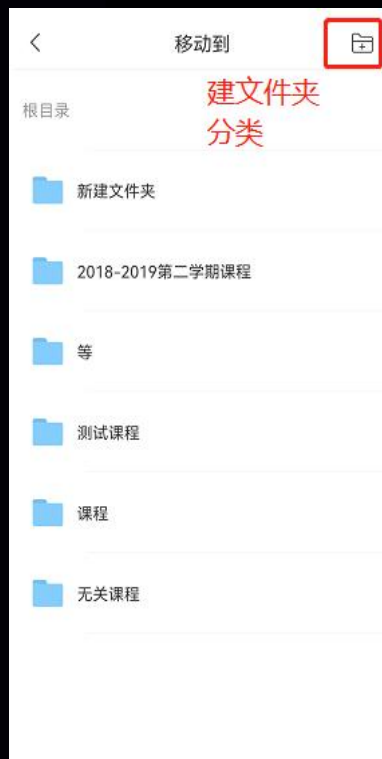 移动到
建文件夹
分类
根目录
新建文件夹
2018-2019第二学期课程
等
测试课程
课程
无关课程